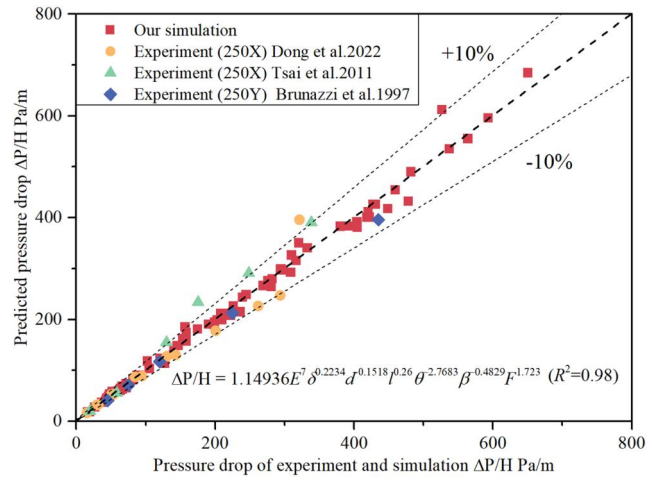 Our simulation
Experiment (250X) Dong et al.2022
Experiment (250X) Tsai et al.2011
Experiment (250Y) Brunazzi et al.1997
+10%
-10%
ΔP/H = 1.14936E^7 δ^0.2234 d^-0.1518 l^0.26 θ^-2.7683 β^-0.4829 F^1.723 (R^2=0.98)
Predicted pressure drop ΔP/H Pa/m
800
600
400
200
0
0 200 400 600 800
Pressure drop of experiment and simulation ΔP/H Pa/m